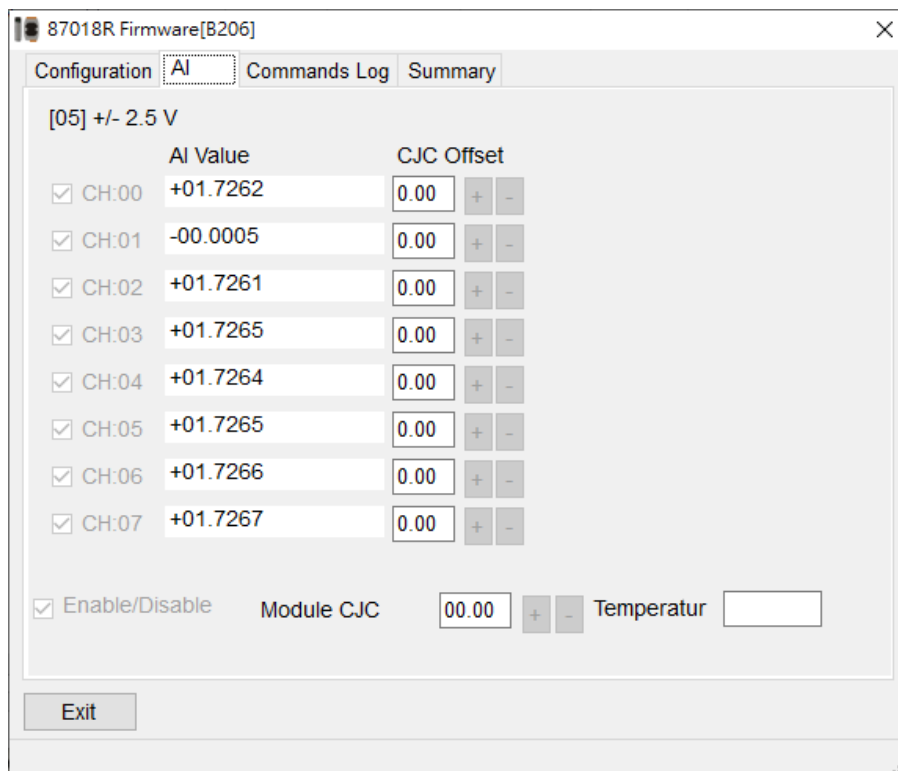 87018R Firmware[B206]
Configuration AI Commands Log Summary
[05] +/- 2.5 V
AI Value CJC Offset
CH:00 +01.7262 0.00 + -
CH:01 -00.0005 0.00 + -
CH:02 +01.7261 0.00 + -
CH:03 +01.7265 0.00 + -
CH:04 +01.7264 0.00 + -
CH:05 +01.7265 0.00 + -
CH:06 +01.7266 0.00 + -
CH:07 +01.7267 0.00 + -
Enable/Disable Module CJC 00.00 + - Temperatur
Exit